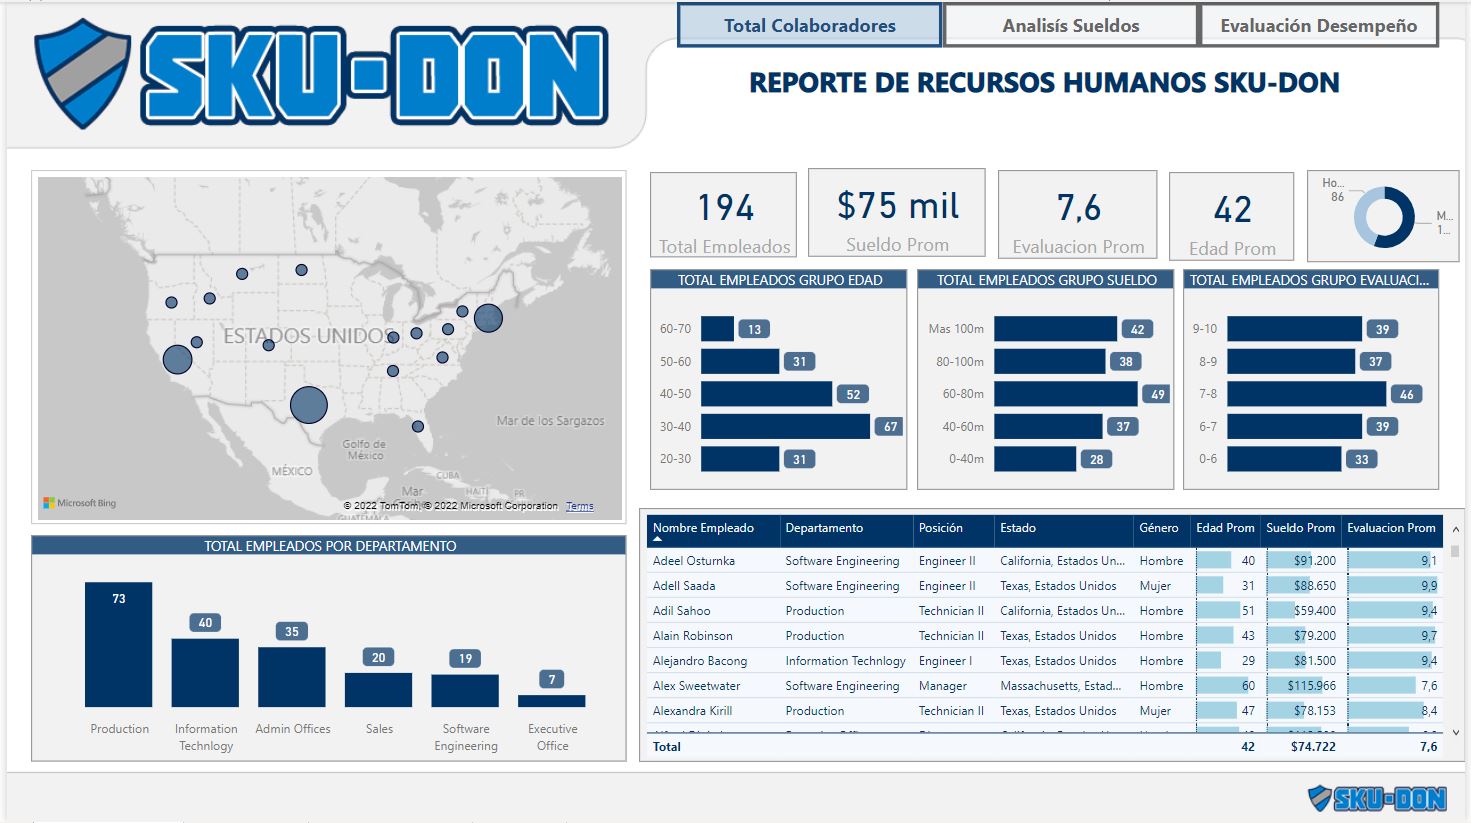 SKU-DON
Total Colaboradores
Analisís Sueldos
Evaluación Desempeño
REPORTE DE RECURSOS HUMANOS SKU-DON
ESTADOS UNIDOS
Mar de los Sargazos
Golfo de
México
MÉXICO
CUBA
Mar
HAITÍ
PR
GUATEMALA
Microsoft Bing
© 2022 TomTom, © 2022 Microsoft Corporation Terms
194
Total Empleados
$75 mil
Sueldo Prom
7,6
Evaluacion Prom
42
Edad Prom
Ho...
86
M...
1...
TOTAL EMPLEADOS GRUPO EDAD
60-70 13
50-60 31
40-50 52
30-40 67
20-30 31
TOTAL EMPLEADOS GRUPO SUELDO
Mas 100m 42
80-100m 38
60-80m 49
40-60m 37
0-40m 28
TOTAL EMPLEADOS GRUPO EVALUACI...
9-10 39
8-9 37
7-8 46
6-7 39
0-6 33
TOTAL EMPLEADOS POR DEPARTAMENTO
73
40
35
20
19
7
Production
Information
Technlogy
Admin Offices
Sales
Software
Engineering
Executive
Office
Nombre Empleado Departamento Posición Estado Género Edad Prom Sueldo Prom Evaluacion Prom
Adeel Osturnka Software Engineering Engineer II California, Estados Un... Hombre 40 $91.200 9,1
Adell Saada Software Engineering Engineer II Texas, Estados Unidos Mujer 31 $88.650 9,9
Adil Sahoo Production Technician II California, Estados Un... Hombre 51 $59.400 9,4
Alain Robinson Production Technician II Texas, Estados Unidos Hombre 43 $79.200 9,7
Alejandro Bacong Information Technlogy Engineer I Texas, Estados Unidos Hombre 29 $81.500 9,4
Alex Sweetwater Software Engineering Manager Massachusetts, Estad... Hombre 60 $115.966 7,6
Alexandra Kirill Production Technician II Texas, Estados Unidos Mujer 47 $78.153 8,4
Total 42 $74.722 7,6
SKU-DON